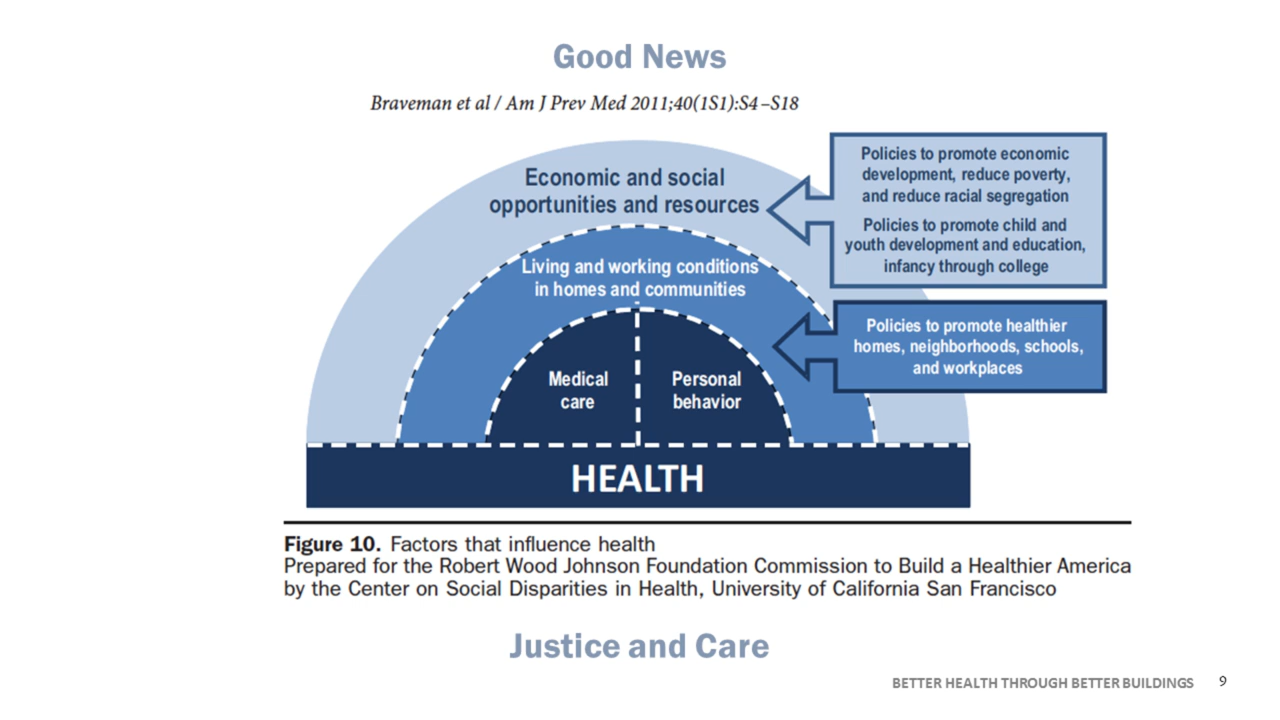 Good News
Braveman et al / Am J Prev Med 2011;40(1S1):S4–S18
Economic and social
opportunities and resources
Policies to promote economic
development, reduce poverty,
and reduce racial segregation
Policies to promote child and
youth development and education,
infancy through college
Living and working conditions
in homes and communities
Policies to promote healthier
homes, neighborhoods, schools,
and workplaces
Medical
care
Personal
behavior
HEALTH
Figure 10. Factors that influence health
Prepared for the Robert Wood Johnson Foundation Commission to Build a Healthier America
by the Center on Social Disparities in Health, University of California San Francisco
Justice and Care
BETTER HEALTH THROUGH BETTER BUILDINGS 9